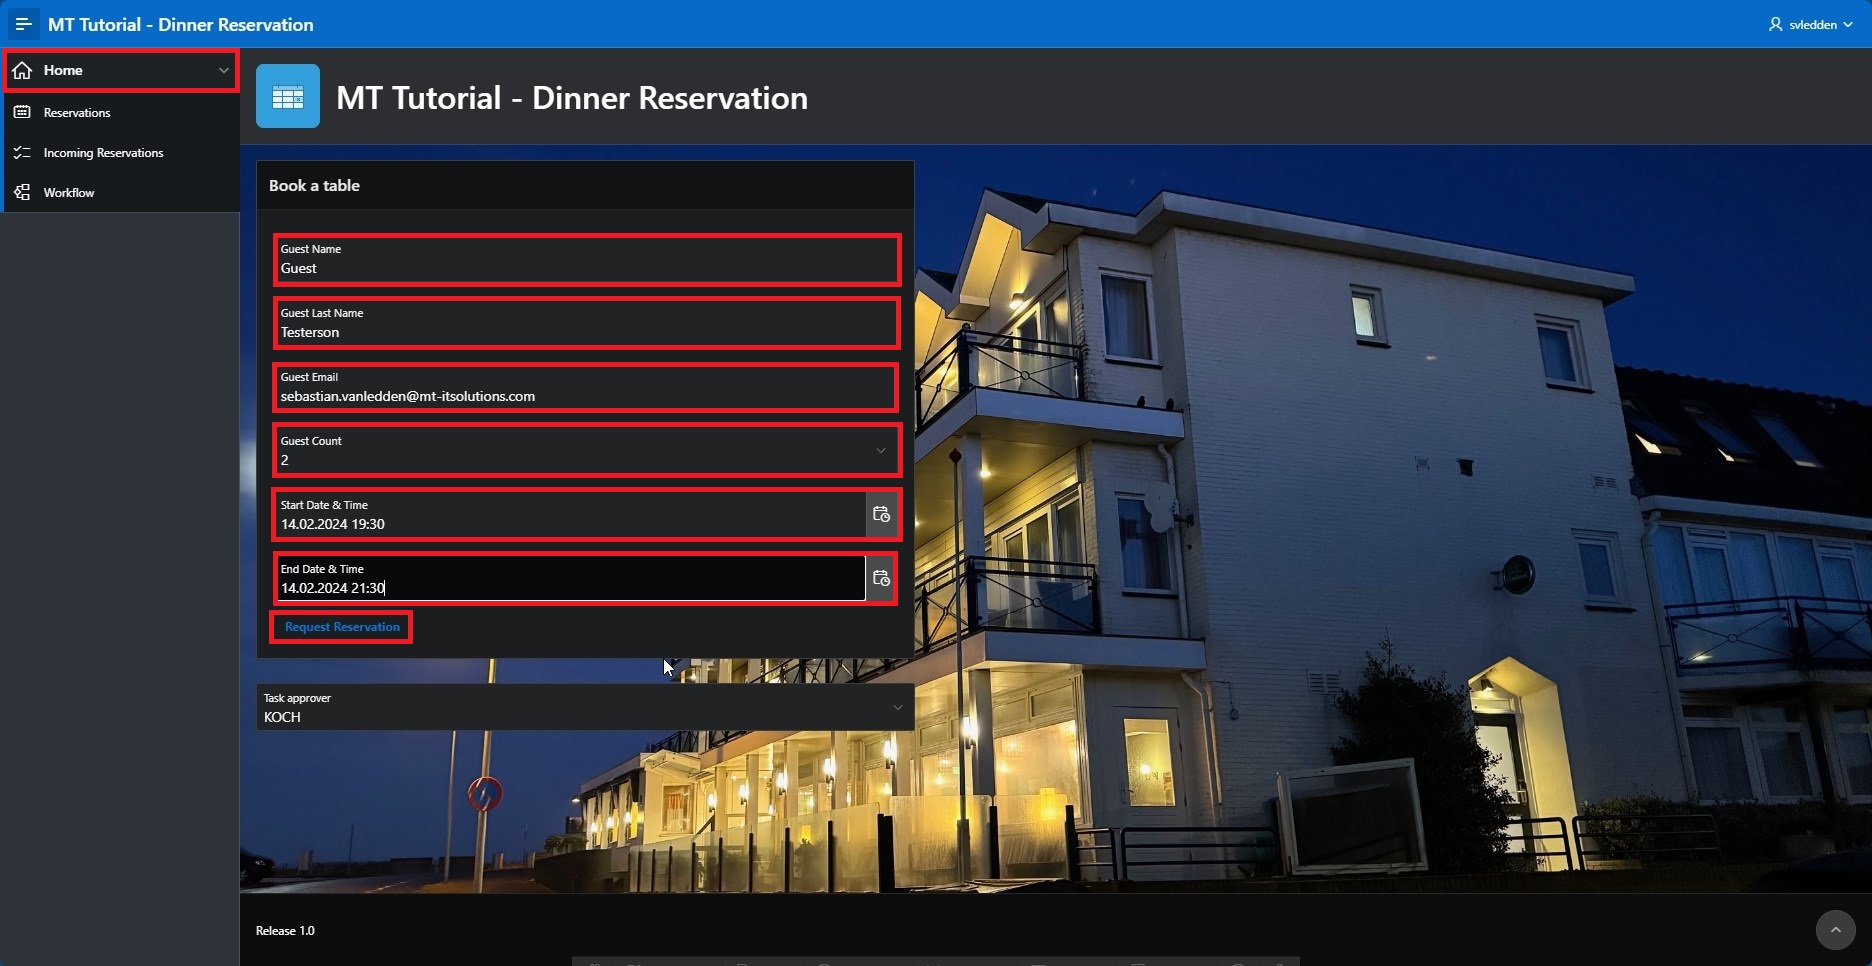 MT Tutorial - Dinner Reservation
svledden
Home
Reservations
Incoming Reservations
Workflow
MT Tutorial - Dinner Reservation
Book a table
Guest Name
Guest
Guest Last Name
Testerson
Guest Email
sebastian.vanledden@mt-itsolutions.com
Guest Count
2
Start Date & Time
14.02.2024 19:30
End Date & Time
14.02.2024 21:30
Request Reservation
Task approver
KOCH
Release 1.0